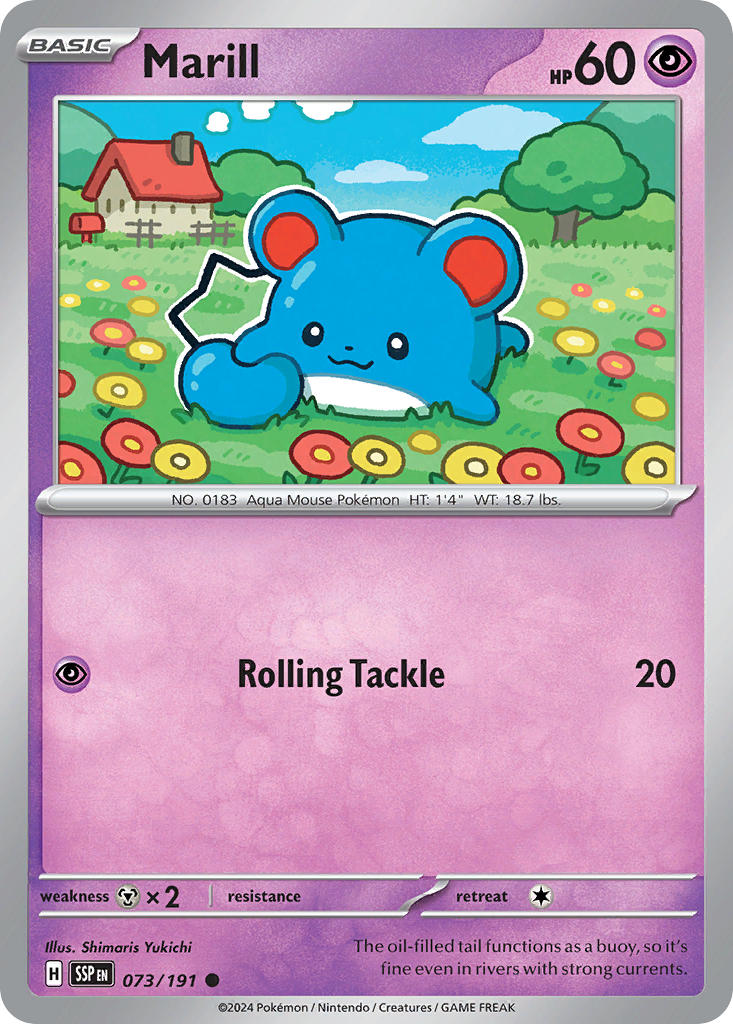 BASIC
Marill
HP60
NO. 0183 Aqua Mouse Pokémon HT: 1'4" WT: 18.7 lbs.
Rolling Tackle 20
weakness ×2 resistance retreat
Illus. Shimaris Yukichi
The oil-filled tail functions as a buoy, so it's
fine even in rivers with strong currents.
H SSP EN 073/191
©2024 Pokémon / Nintendo / Creatures / GAME FREAK